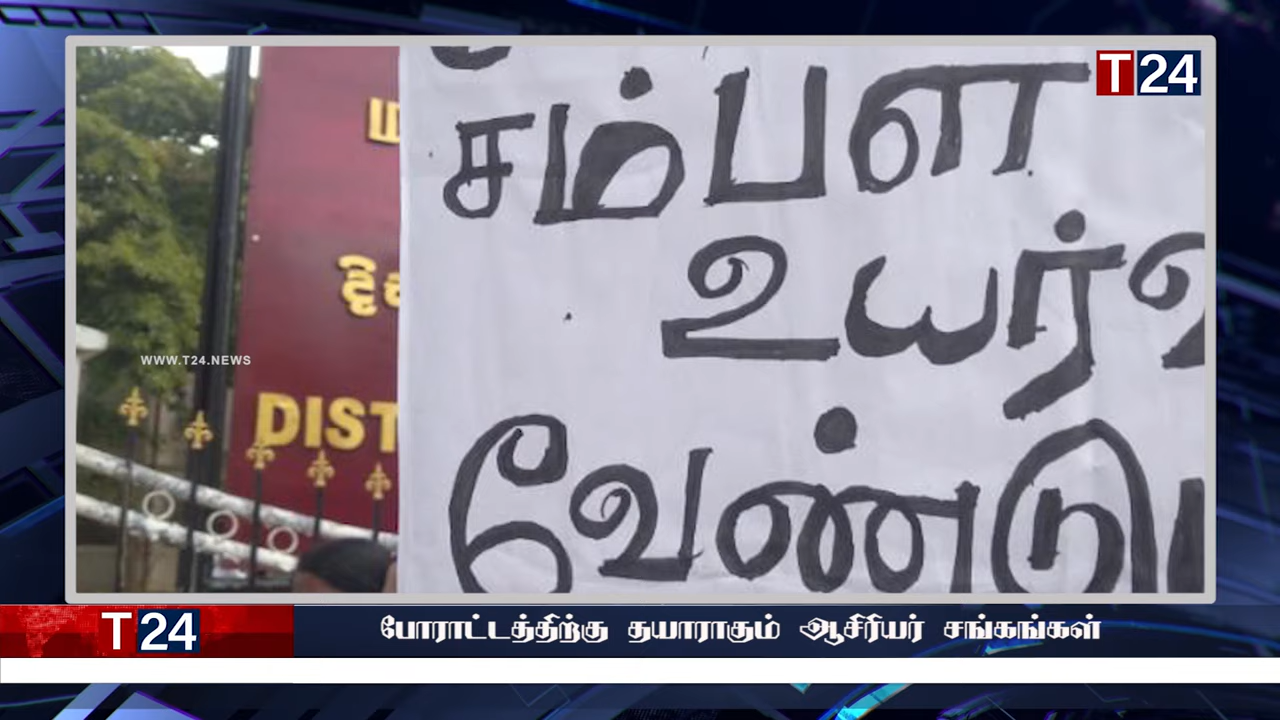 T24
சம்பள
உயர்வு
வேண்டும்
DIST
WWW.T24.NEWS
T24
போராட்டத்திற்கு தயாராகும் ஆசிரியர் சங்கங்கள்